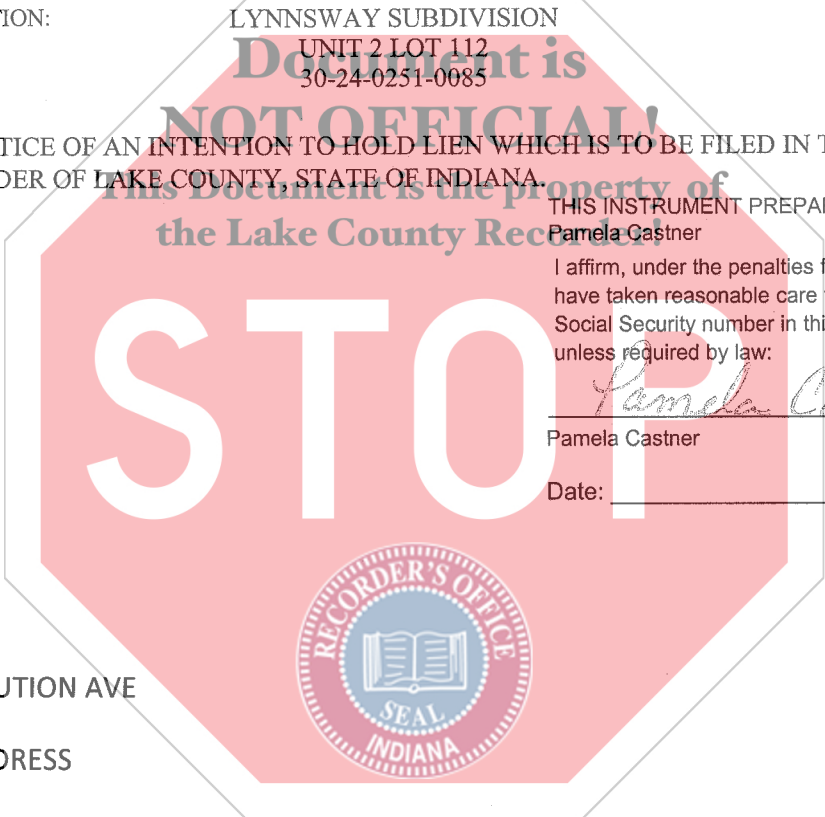 TION:
LYNNSWAY SUBDIVISION
UNIT 2 LOT 112
30-24-0251-0085
Document is
NOT OFFICIAL!
This Document is the property of
the Lake County Recorder!
TICE OF AN INTENTION TO HOLD LIEN WHICH IS TO BE FILED IN T
DER OF LAKE COUNTY, STATE OF INDIANA.
THIS INSTRUMENT PREPA
Pamela Castner
I affirm, under the penalties f
have taken reasonable care
Social Security number in thi
unless required by law:
Pamela C
Pamela Castner
Date:
STOP
RECORDER'S OFFICE
SEAL
INDIANA
UTION AVE
DRESS